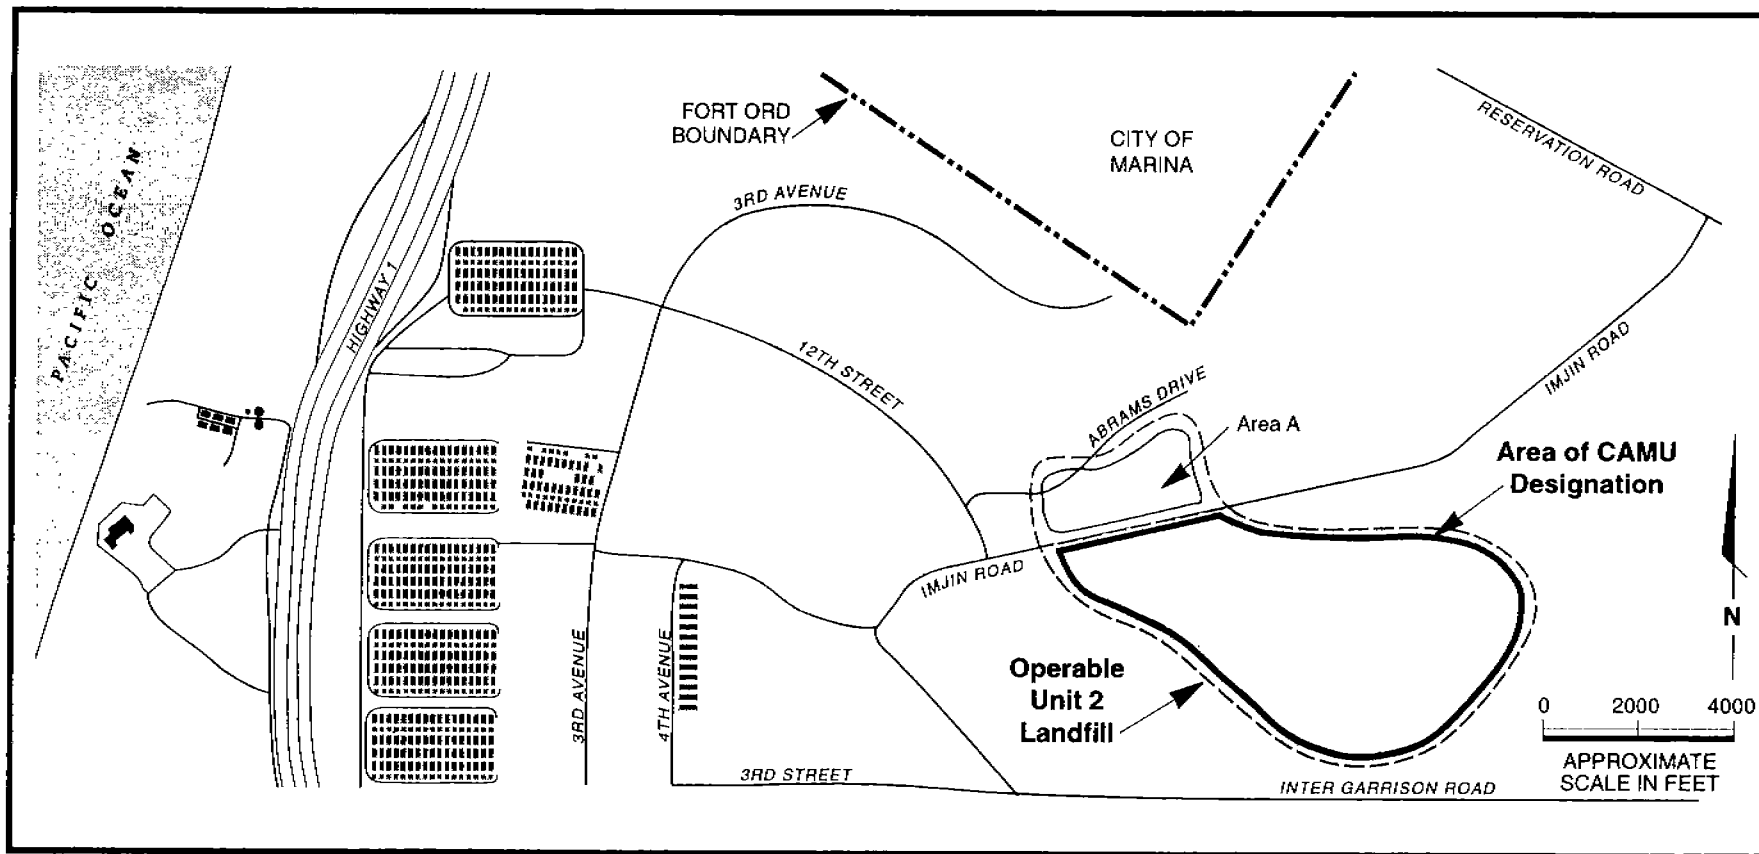 FORT ORD
BOUNDARY
CITY OF
MARINA
RESERVATION ROAD
PACIFIC OCEAN
3RD AVENUE
HIGHWAY 1
12TH STREET
IMJIN ROAD
ABRAMS DRIVE
Area A
Area of CAMU
Designation
IMJIN ROAD
N
Operable
Unit 2
Landfill
3RD AVENUE
4TH AVENUE
0 2000 4000
APPROXIMATE
SCALE IN FEET
3RD STREET
INTER GARRISON ROAD